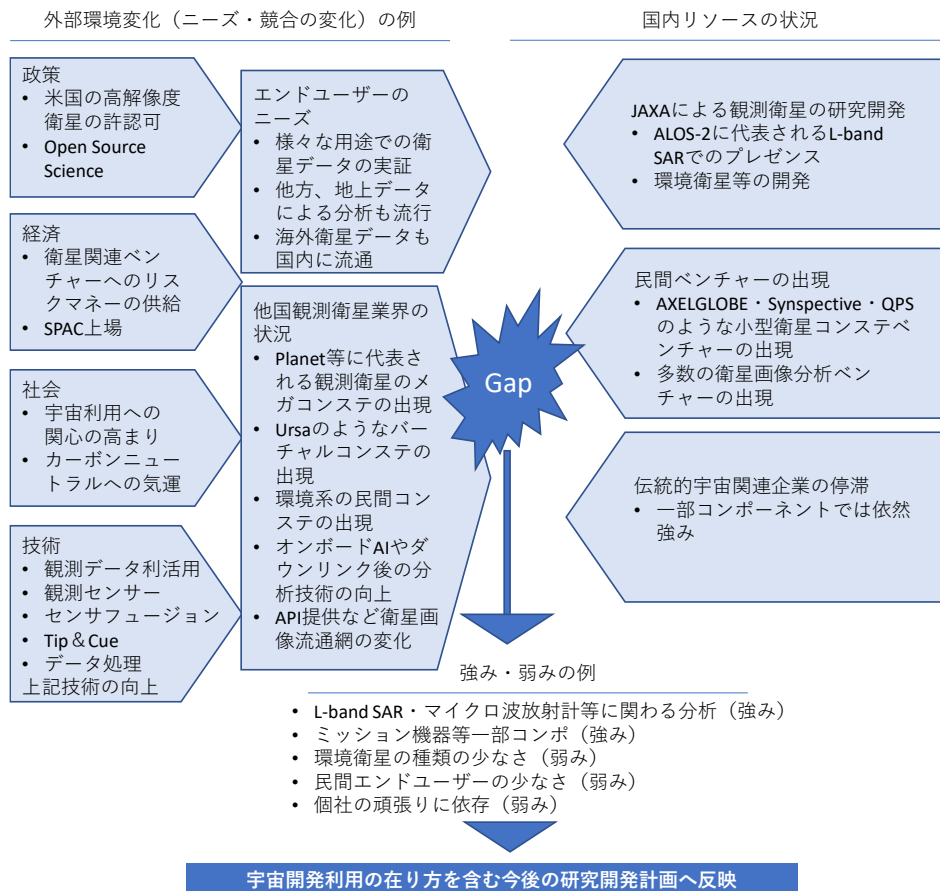 外部環境変化（ニーズ・競合の変化）の例
政策
• 米国の高解像度
衛星の許認可
• Open Source
Science
経済
• 衛星関連ベン
チャーへのリス
クマネーの供給
• SPAC上場
社会
• 宇宙利用への
関心の高まり
• カーボンニュー
トラルへの気運
技術
• 観測データ利活用
• 観測センサー
• センサフュージョン
• Tip＆Cue
• データ処理
上記技術の向上
エンドユーザーの
ニーズ
• 様々な用途での衛
星データの実証
• 他方、地上データ
による分析も流行
• 海外衛星データも
国内に流通
他国観測衛星業界の
状況
• Planet等に代表さ
れる観測衛星のメ
ガコンステの出現
• Ursaのようなバー
チャルコンステの
出現
• 環境系の民間コン
ステの出現
• オンボードAIやダ
ウンリンク後の分
析技術の向上
• API提供など衛星画
像流通網の変化
Gap
国内リソースの状況
JAXAによる観測衛星の研究開発
• ALOS-2に代表されるL-band
SARでのプレゼンス
• 環境衛星等の開発
民間ベンチャーの出現
• AXELGLOBE・Synspective・QPS
のような小型衛星コンステベ
ンチャーの出現
• 多数の衛星画像分析ベン
チャーの出現
伝統的宇宙関連企業の停滞
• 一部コンポーネントでは依然
強み
強み・弱みの例
• L-band SAR・マイクロ波放射計等に関わる分析（強み）
• ミッション機器等一部コンポ（強み）
• 環境衛星の種類の少なさ（弱み）
• 民間エンドユーザーの少なさ（弱み）
• 個社の頑張りに依存（弱み）
宇宙開発利用の在り方を含む今後の研究開発計画へ反映